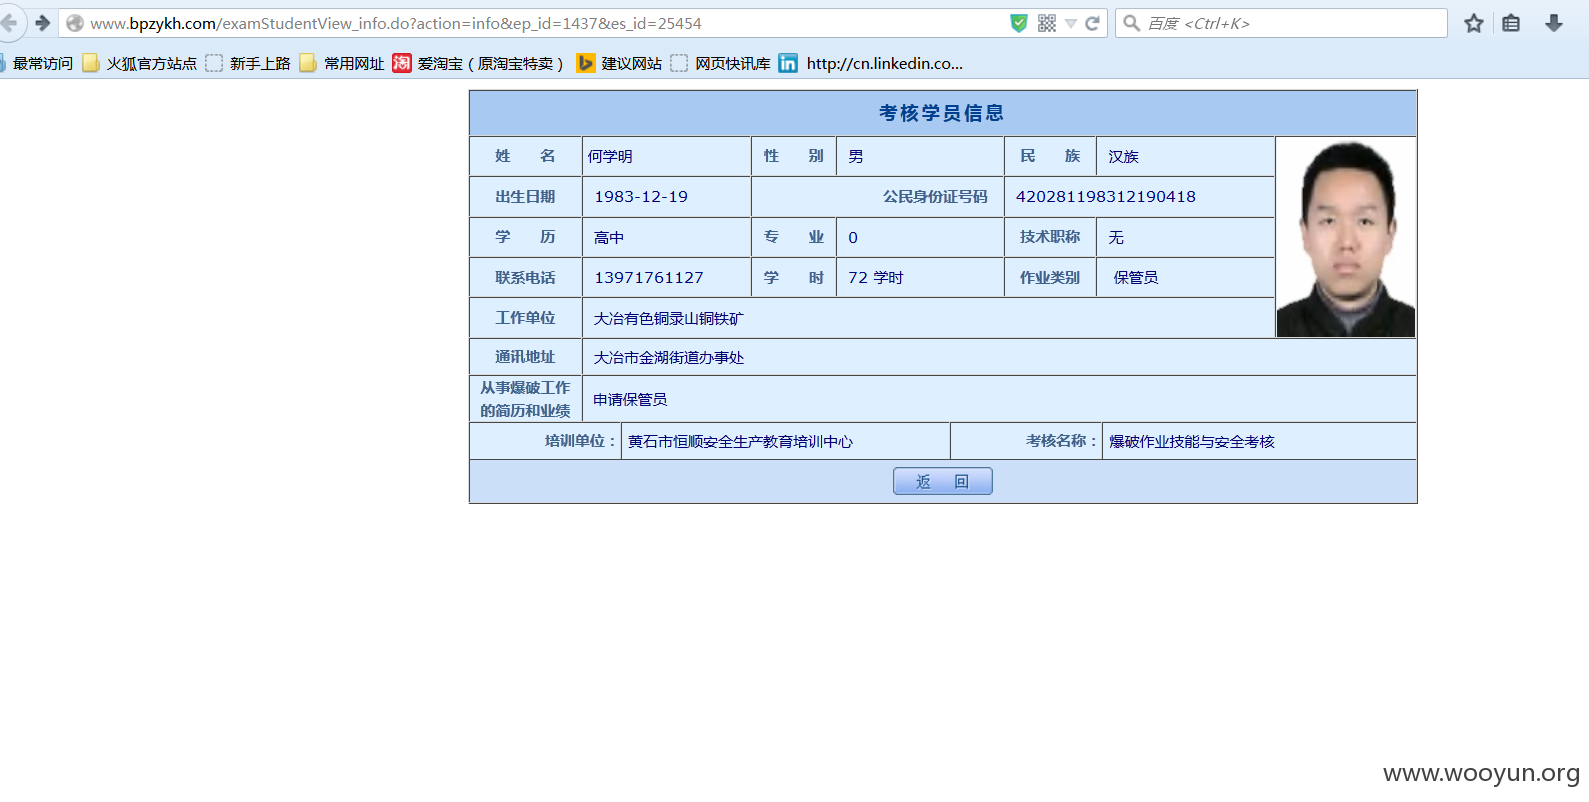 www.bpzykh.com/examStudentView_info.do?action=info&ep_id=1437&es_id=25454
百度 <Ctrl+K>
最常访问 火狐官方站点 新手上路 常用网址 爱淘宝（原淘宝特卖） 建议网站 网页快讯库 http://cn.linkedin.co...
考核学员信息
姓 名 何学明 性 别 男 民 族 汉族
出生日期 1983-12-19 公民身份证号码 420281198312190418
学 历 高中 专 业 0 技术职称 无
联系电话 13971761127 学 时 72 学时 作业类别 保管员
工作单位 大冶有色铜录山铜铁矿
通讯地址 大冶市金湖街道办事处
从事爆破工作
的简历和业绩 申请保管员
培训单位： 黄石市恒顺安全生产教育培训中心 考核名称： 爆破作业技能与安全考核
返 回
www.wooyun.org